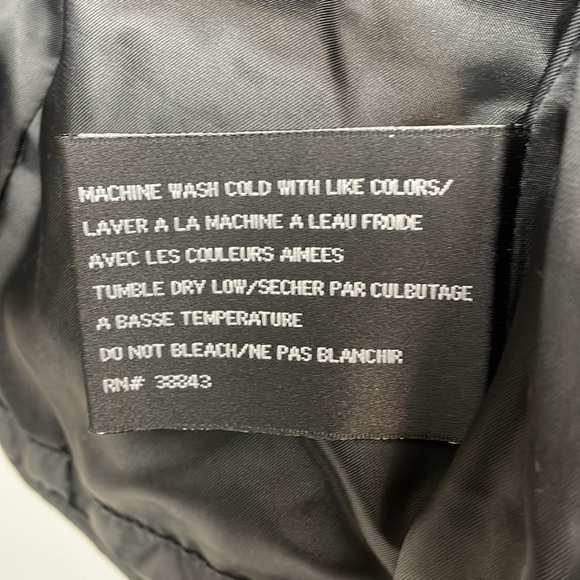 MACHINE WASH COLD WITH LIKE COLORS/
LAVER A LA MACHINE A LEAU FROIDE
AVEC LES COULEURS AIMEES
TUMBLE DRY LOW/SECHER PAR CULBUTAGE
A BASSE TEMPERATURE
DO NOT BLEACH/NE PAS BLANCHIR
RN# 38843